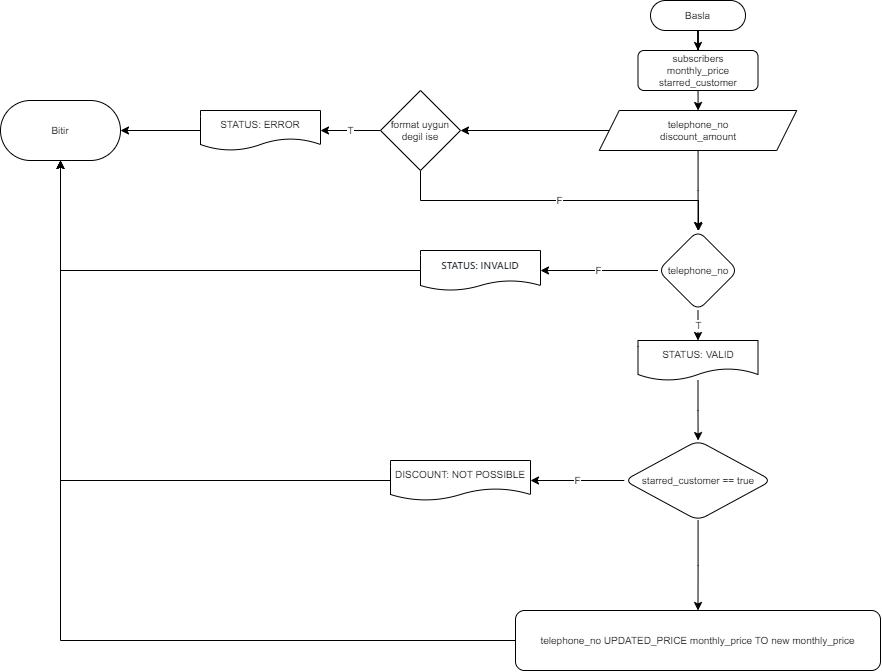 Basla
subscribers
monthly_price
starred_customer
telephone_no
discount_amount
format uygun
degil ise
T
STATUS: ERROR
Bitir
F
telephone_no
F
STATUS: INVALID
T
STATUS: VALID
starred_customer == true
F
DISCOUNT: NOT POSSIBLE
telephone_no UPDATED_PRICE monthly_price TO new monthly_price